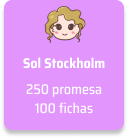 Sol Stockholm
250 promesa
100 fichas